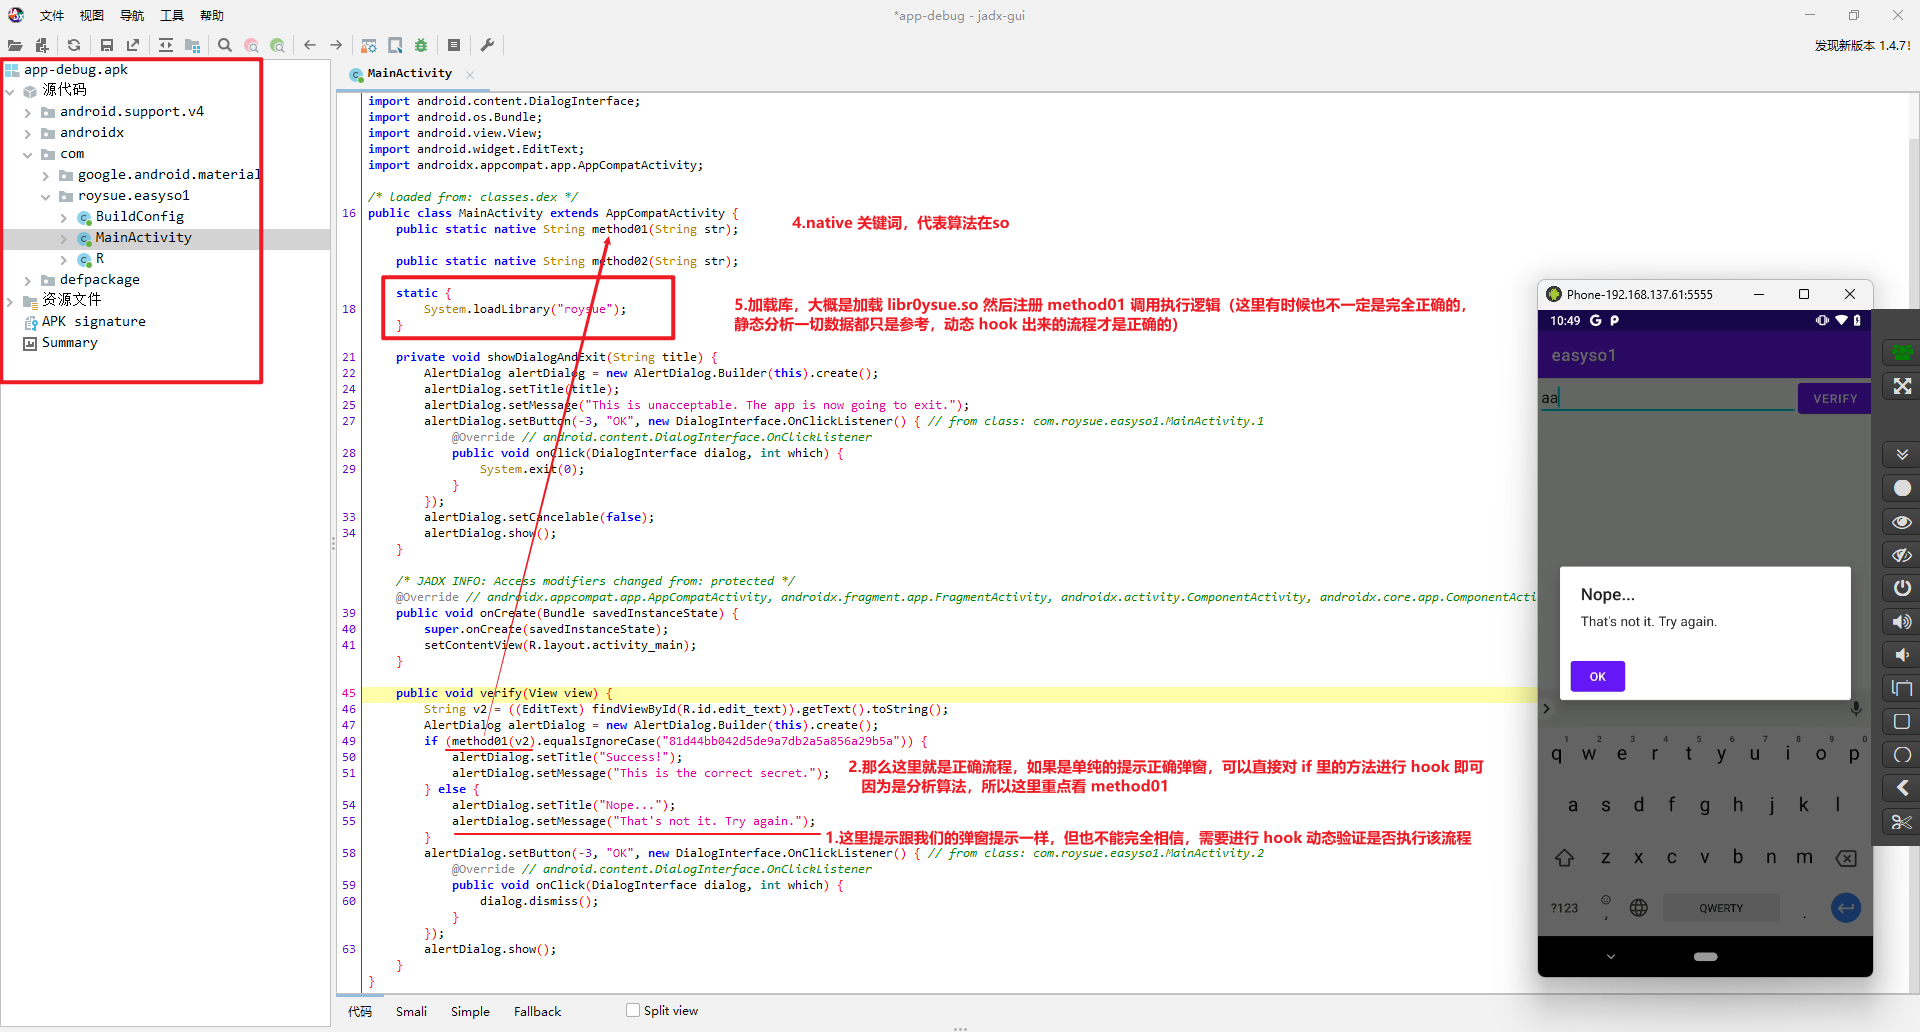 文件 视图 导航 工具 帮助
*app-debug - jadx-gui
发现新版本 1.4.7!
app-debug.apk
源代码
android.support.v4
androidx
com
google.android.material
roysue.easyso1
BuildConfig
MainActivity
R
defpackage
资源文件
APK signature
Summary
MainActivity
import android.content.DialogInterface;
import android.os.Bundle;
import android.view.View;
import android.widget.EditText;
import androidx.appcompat.app.AppCompatActivity;
/* loaded from: classes.dex */
16 public class MainActivity extends AppCompatActivity {
public static native String method01(String str);
4.native 关键词，代表算法在so
public static native String method02(String str);
static {
18 System.loadLibrary("roysue");
}
5.加载库，大概是加载 libr0ysue.so 然后注册 method01 调用执行逻辑（这里有时候也不一定是完全正确的，
静态分析一切数据都只是参考，动态 hook 出来的流程才是正确的）
21 private void showDialogAndExit(String title) {
22 AlertDialog alertDialog = new AlertDialog.Builder(this).create();
24 alertDialog.setTitle(title);
25 alertDialog.setMessage("This is unacceptable. The app is now going to exit.");
27 alertDialog.setButton(-3, "OK", new DialogInterface.OnClickListener() { // from class: com.roysue.easyso1.MainActivity.1
@Override // android.content.DialogInterface.OnClickListener
28 public void onClick(DialogInterface dialog, int which) {
29 System.exit(0);
}
});
33 alertDialog.setCancelable(false);
34 alertDialog.show();
}
/* JADX INFO: Access modifiers changed from: protected */
@Override // androidx.appcompat.app.AppCompatActivity, androidx.fragment.app.FragmentActivity, androidx.activity.ComponentActivity, androidx.core.app.ComponentActi
39 public void onCreate(Bundle savedInstanceState) {
40 super.onCreate(savedInstanceState);
41 setContentView(R.layout.activity_main);
}
45 public void verify(View view) {
46 String v2 = ((EditText) findViewById(R.id.edit_text)).getText().toString();
47 AlertDialog alertDialog = new AlertDialog.Builder(this).create();
49 if (method01(v2).equalsIgnoreCase("81d44bb042d5de9a7db2a5a856a29b5a")) {
50 alertDialog.setTitle("Success!");
51 alertDialog.setMessage("This is the correct secret.");
2.那么这里就是正确流程，如果是单纯的提示正确弹窗，可以直接对 if 里的方法进行 hook 即可
因为是分析算法，所以这里重点看 method01
} else {
54 alertDialog.setTitle("Nope...");
55 alertDialog.setMessage("That's not it. Try again.");
}
1.这里提示跟我们的弹窗提示一样，但也不能完全相信，需要进行 hook 动态验证是否执行该流程
58 alertDialog.setButton(-3, "OK", new DialogInterface.OnClickListener() { // from class: com.roysue.easyso1.MainActivity.2
@Override // android.content.DialogInterface.OnClickListener
59 public void onClick(DialogInterface dialog, int which) {
60 dialog.dismiss();
}
});
63 alertDialog.show();
}
}
代码 Smali Simple Fallback Split view
Phone-192.168.137.61:5555
10:49 G P
easyso1
aa
VERIFY
Nope...
That's not it. Try again.
OK
1 2 3 4 5 6 7 8 9 0
q w e r t y u i o p
a s d f g h j k l
z x c v b n m
?123 , QWERTY .